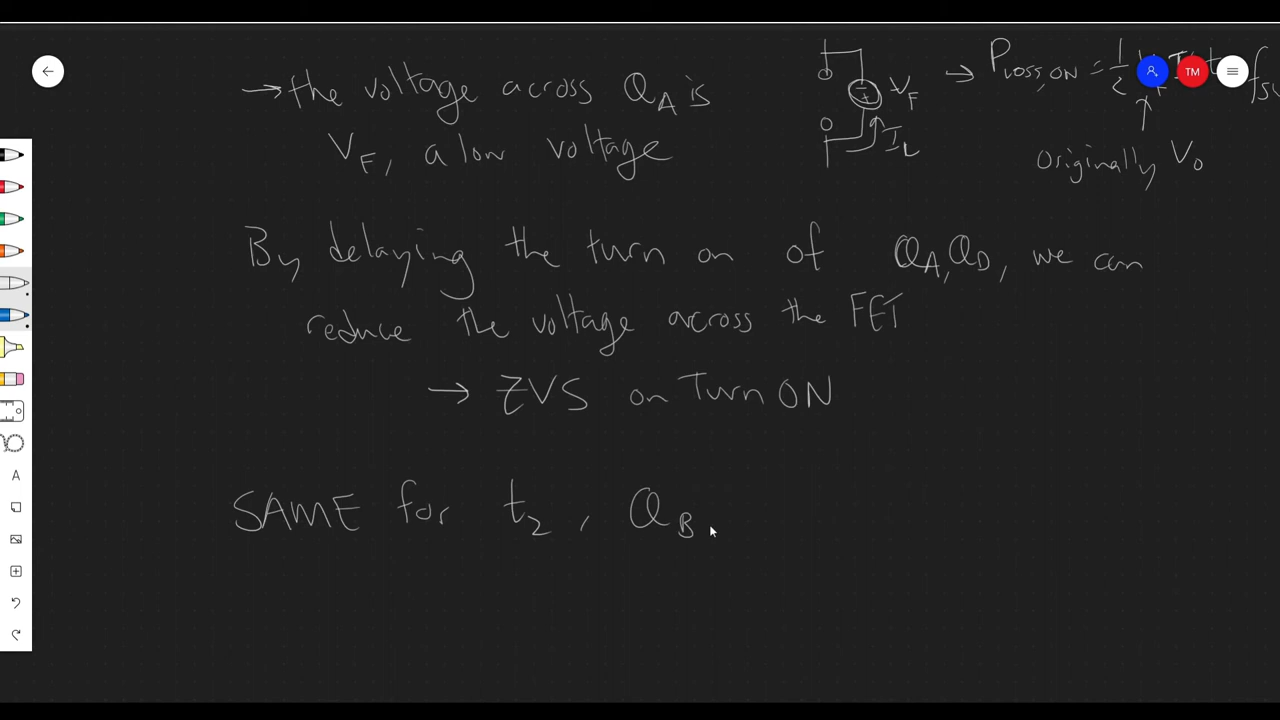 → the voltage across Q_A is
V_F, a low voltage
V_F
I_L
→ P_LOSS,ON = 1/2
originally V_o
By delaying the turn on of Q_A, Q_D, we can
reduce the voltage across the FET
→ ZVS on Turn ON
SAME for t_2, Q_B
TM
A